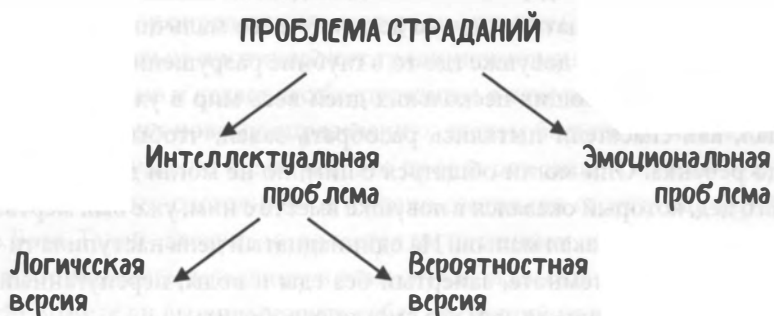 ПРОБЛЕМА СТРАДАНИЙ
Интеллектуальная
проблема
Эмоциональная
проблема
Логическая
версия
Вероятностная
версия